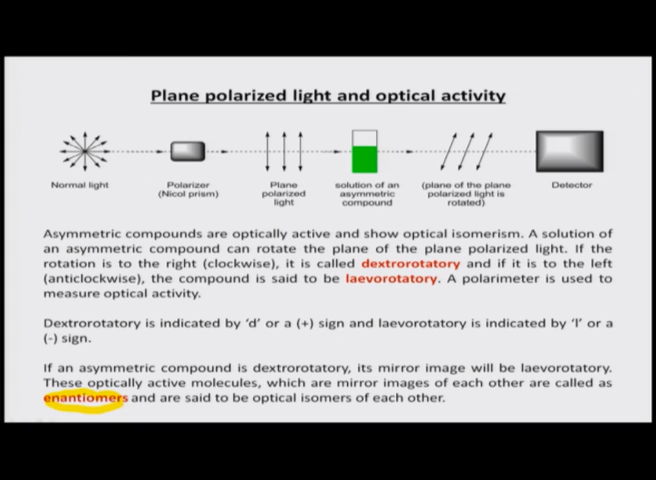 Plane polarized light and optical activity
Normal light
Polarizer
(Nicol prism)
Plane
polarized
light
solution of an
asymmetric
compound
(plane of the plane
polarized light is
rotated)
Detector
Asymmetric compounds are optically active and show optical isomerism. A solution of
an asymmetric compound can rotate the plane of the plane polarized light. If the
rotation is to the right (clockwise), it is called dextrorotatory and if it is to the left
(anticlockwise), the compound is said to be laevorotatory. A polarimeter is used to
measure optical activity.
Dextrorotatory is indicated by 'd' or a (+) sign and laevorotatory is indicated by 'l' or a
(-) sign.
If an asymmetric compound is dextrorotatory, its mirror image will be laevorotatory.
These optically active molecules, which are mirror images of each other are called as
enantiomers and are said to be optical isomers of each other.